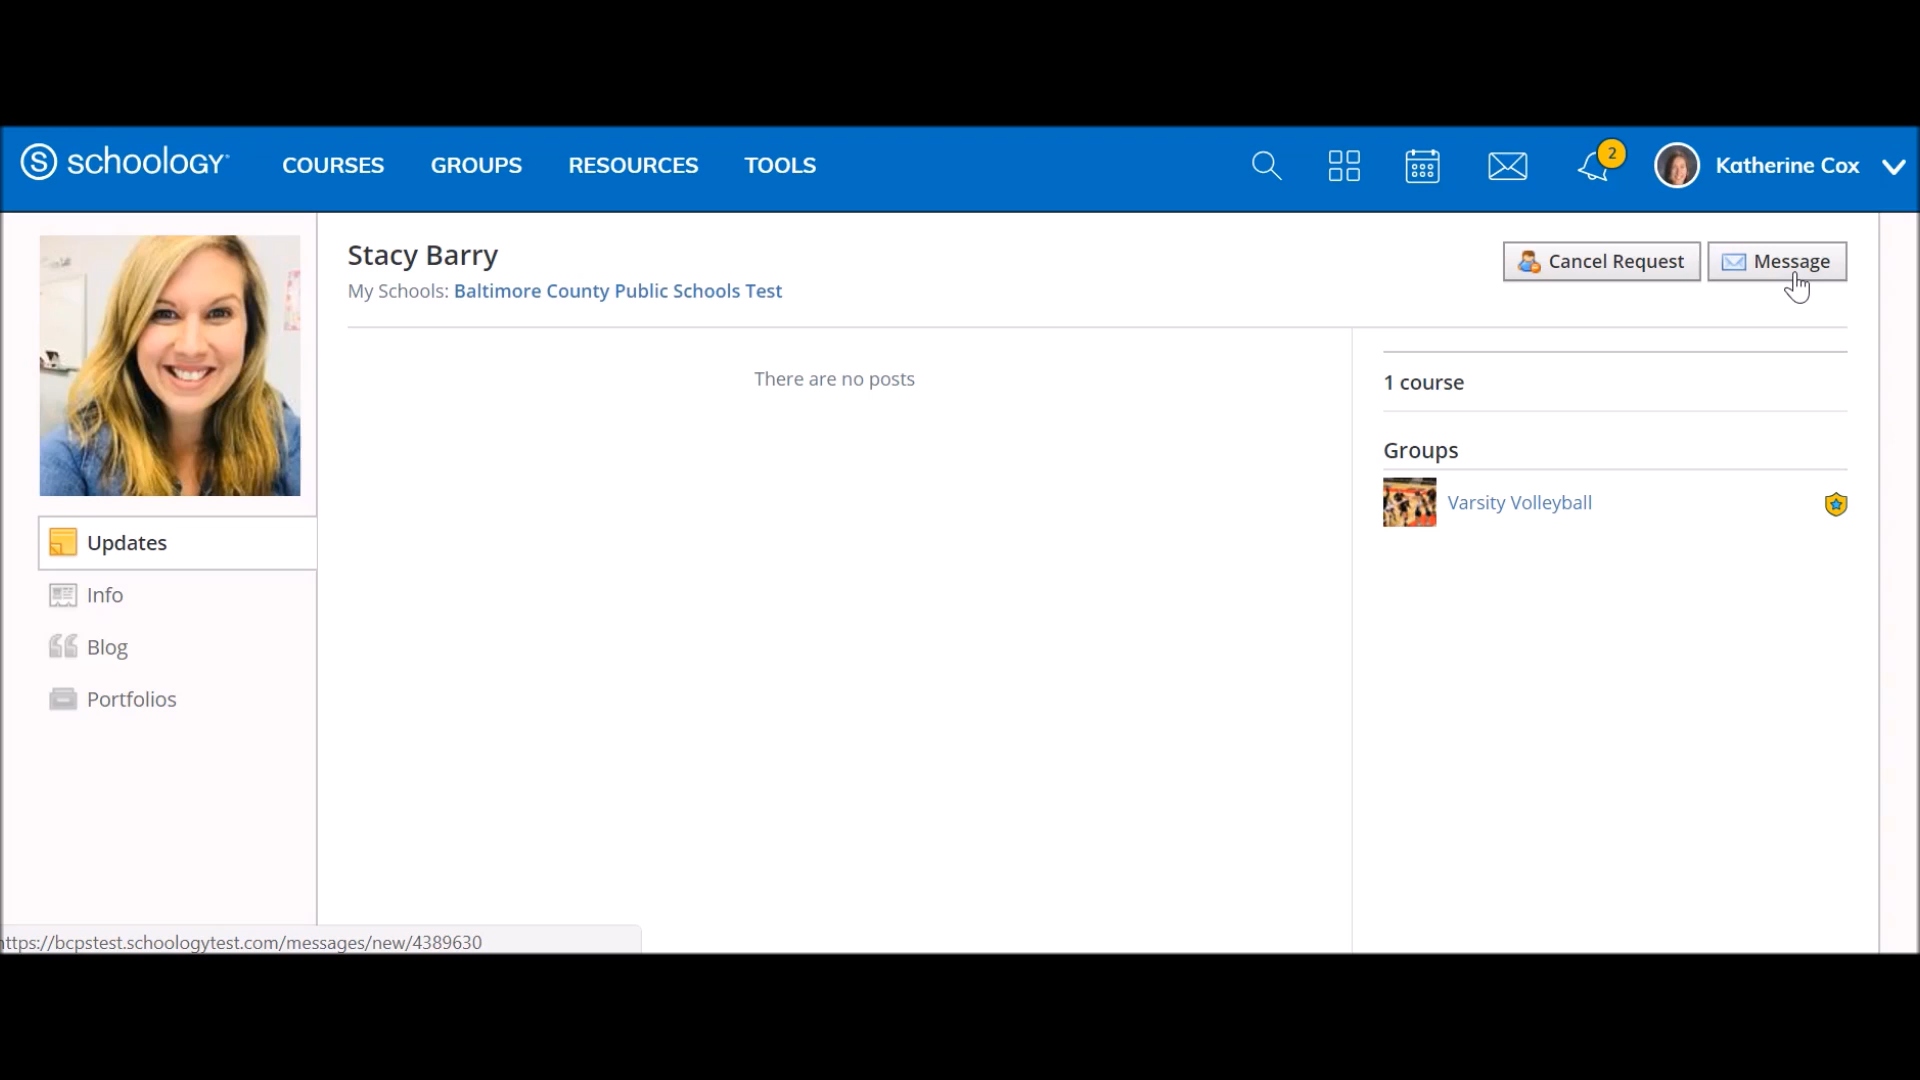 schoology COURSES GROUPS RESOURCES TOOLS 2 Katherine Cox
Stacy Barry
My Schools: Baltimore County Public Schools Test
Cancel Request Message
There are no posts
1 course
Groups
Varsity Volleyball
Updates
Info
Blog
Portfolios
ttps://bcpstest.schoologytest.com/messages/new/4389630